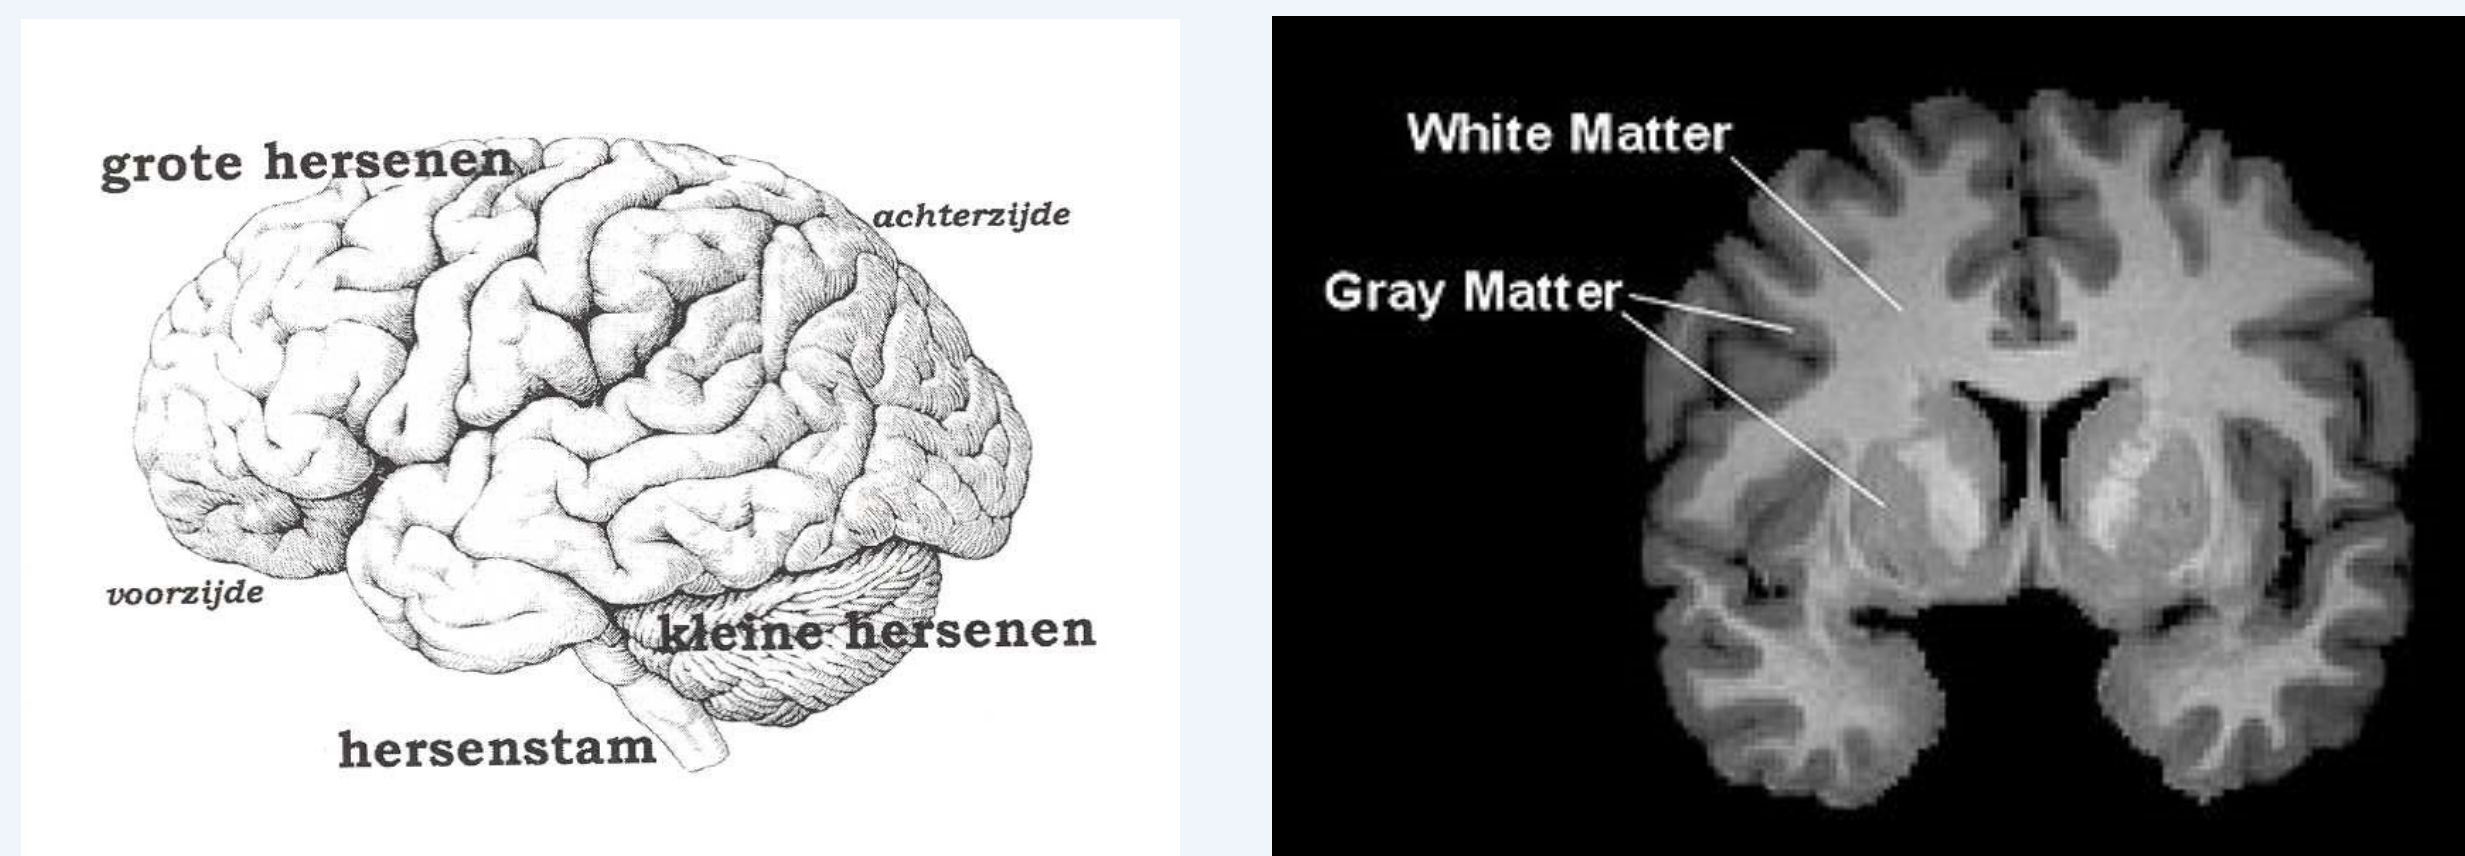 grote hersenen
achterzijde
voorzijde
kleine hersenen
hersenstam
White Matter
Gray Matter